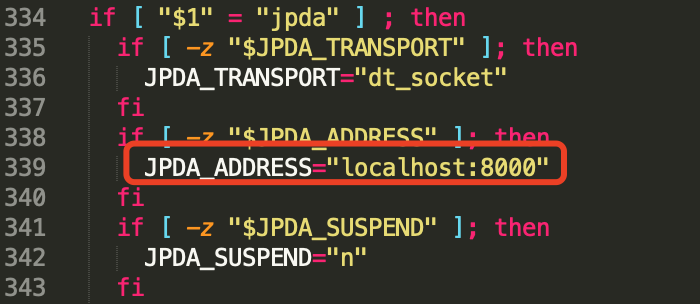 334 if [ "$1" = "jpda" ] ; then
335 if [ -z "$JPDA_TRANSPORT" ]; then
336 JPDA_TRANSPORT="dt_socket"
337 fi
338 if [ -z "$JPDA_ADDRESS" ]; then
339 JPDA_ADDRESS="localhost:8000"
340 fi
341 if [ -z "$JPDA_SUSPEND" ]; then
342 JPDA_SUSPEND="n"
343 fi